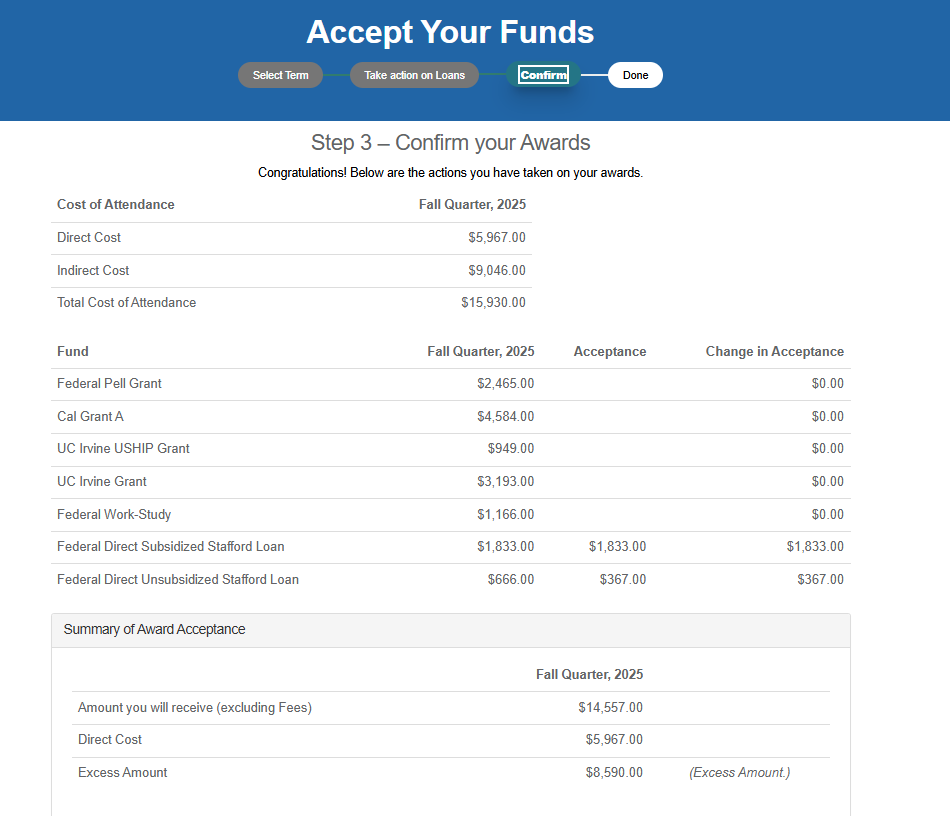 Accept Your Funds
Select Term Take action on Loans Confirm Done
Step 3 – Confirm your Awards
Congratulations! Below are the actions you have taken on your awards.
Cost of Attendance Fall Quarter, 2025
Direct Cost $5,967.00
Indirect Cost $9,046.00
Total Cost of Attendance $15,930.00
Fund Fall Quarter, 2025 Acceptance Change in Acceptance
Federal Pell Grant $2,465.00 $0.00
Cal Grant A $4,584.00 $0.00
UC Irvine USHIP Grant $949.00 $0.00
UC Irvine Grant $3,193.00 $0.00
Federal Work-Study $1,166.00 $0.00
Federal Direct Subsidized Stafford Loan $1,833.00 $1,833.00 $1,833.00
Federal Direct Unsubsidized Stafford Loan $666.00 $367.00 $367.00
Summary of Award Acceptance
Fall Quarter, 2025
Amount you will receive (excluding Fees) $14,557.00
Direct Cost $5,967.00
Excess Amount $8,590.00 (Excess Amount.)